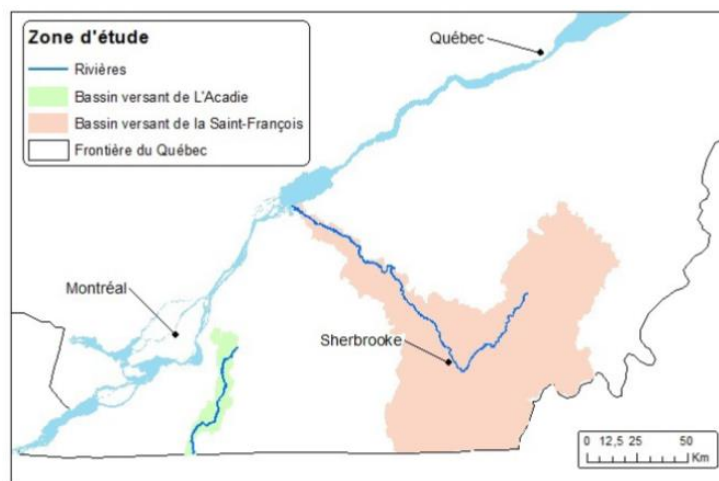 Zone d'étude
Rivières
Bassin versant de L'Acadie
Bassin versant de la Saint-François
Frontière du Québec
Québec
Montréal
Sherbrooke
0 12,5 25 50
Km